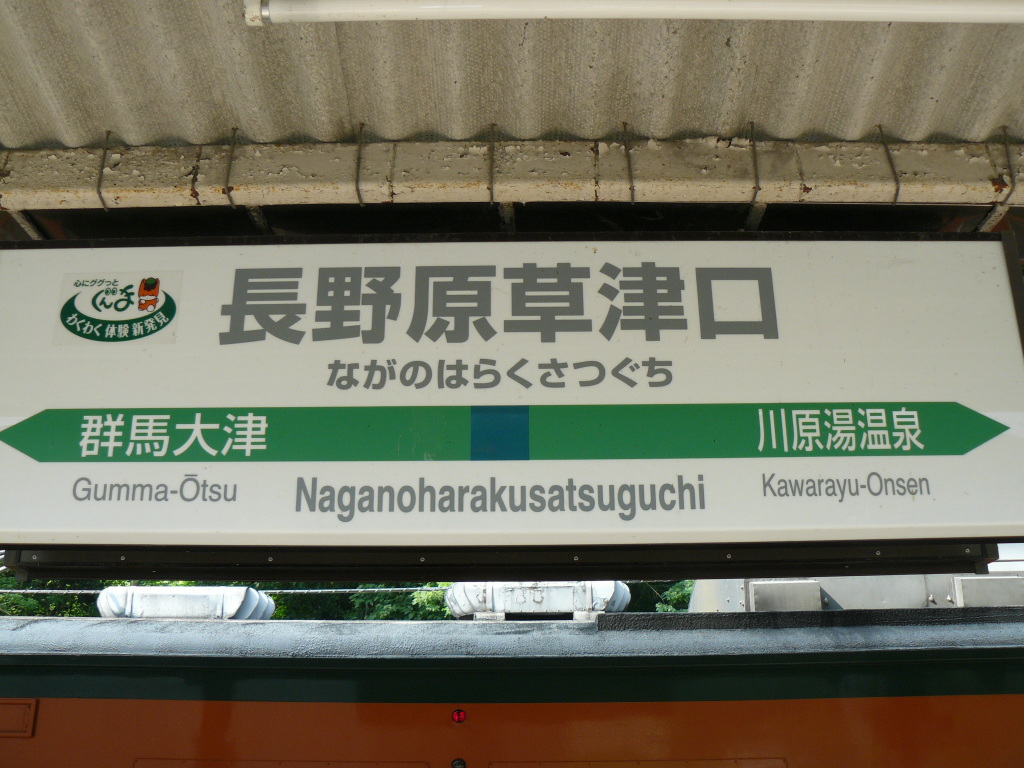 心にググっと
ぐんま
わくわく 体験 新発見
長野原草津口
ながのはらくさつぐち
群馬大津
川原湯温泉
Gumma-Ōtsu
Naganoharakusatsuguchi
Kawarayu-Onsen